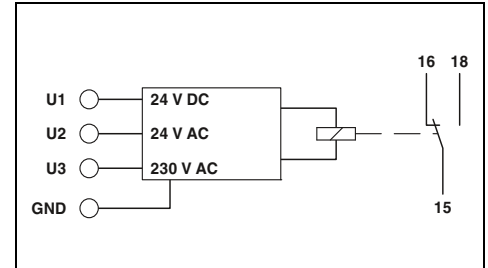 16 18
U1 24 V DC
U2 24 V AC
U3 230 V AC
GND
15